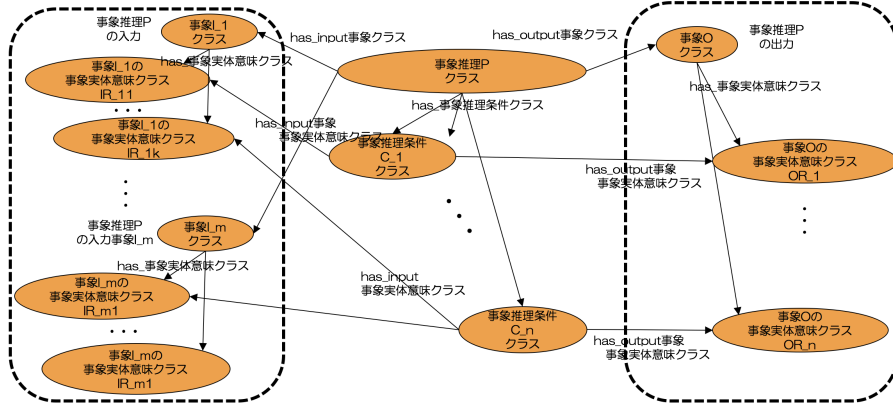 事象推理P
の入力
事象I_1
クラス
has_input事象クラス
has_output事象クラス
事象O
クラス
事象推理P
の出力
has_事象実体意味クラス
事象I_1の
事象実体意味クラス
IR_11
・・・
事象推理P
クラス
has_事象推理条件クラス
has_事象実体意味クラス
事象I_1の
事象実体意味クラス
IR_1k
has_input事象
事象実体意味クラス
事象推理条件
C_1
クラス
has_output事象
事象実体意味クラス
事象Oの
事象実体意味クラス
OR_1
事象推理P
の入力事象I_m
事象I_m
クラス
has_事象実体意味クラス
事象I_mの
事象実体意味クラス
IR_m1
・・・
has_input
事象実体意味クラス
事象推理条件
C_n
クラス
has_output事象
事象実体意味クラス
事象Oの
事象実体意味クラス
OR_n
事象I_mの
事象実体意味クラス
IR_m1